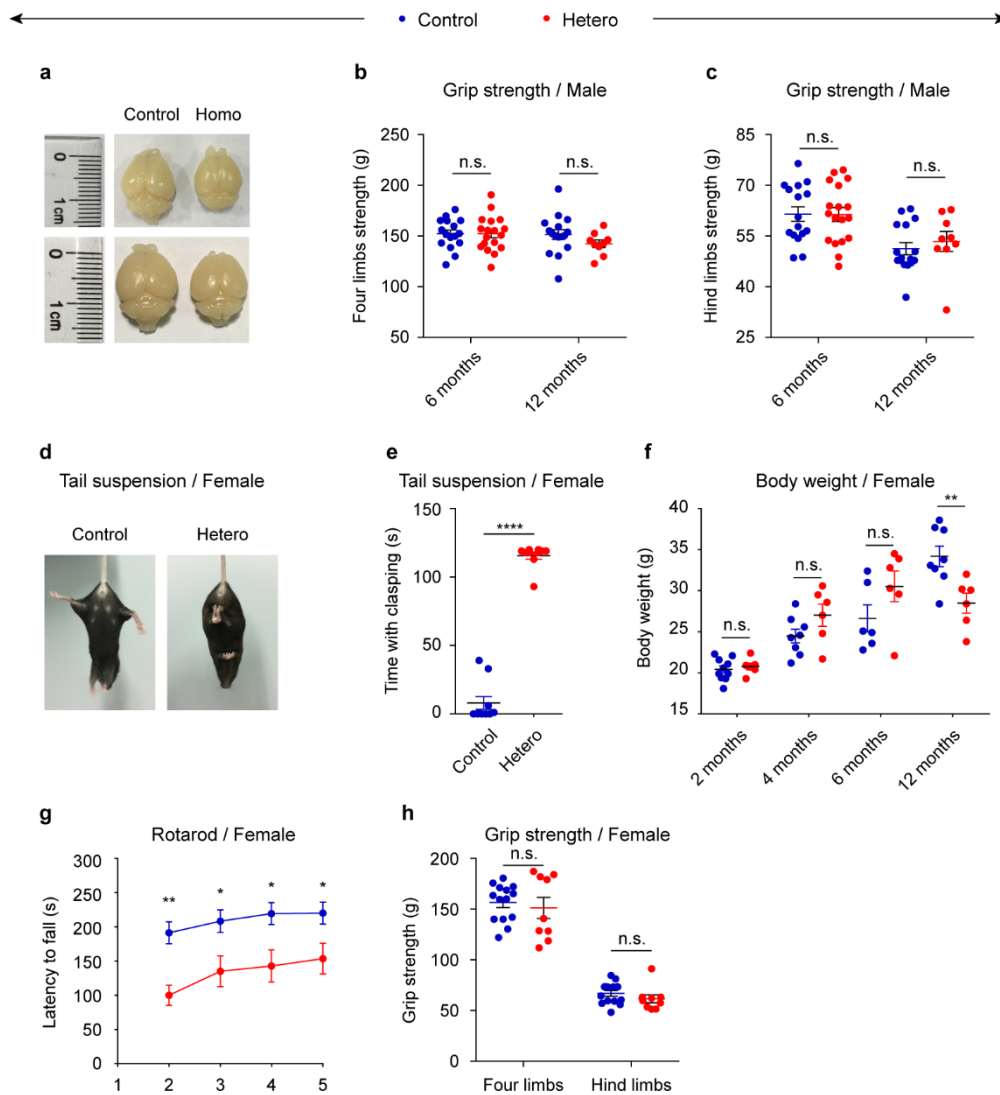 Control Hetero
a
Control Homo
0
1 cm
0
1 cm
b
Grip strength / Male
Four limbs strength (g)
250
200
150
100
50
n.s.
n.s.
6 months
12 months
c
Grip strength / Male
Hind limbs strength (g)
85
70
55
40
25
n.s.
n.s.
6 months
12 months
d
Tail suspension / Female
Control Hetero
e
Tail suspension / Female
Time with clasping (s)
150
100
50
0
****
Control
Hetero
f
Body weight / Female
Body weight (g)
40
35
30
25
20
15
n.s.
n.s.
n.s.
**
2 months
4 months
6 months
12 months
g
Rotarod / Female
Latency to fall (s)
300
250
200
150
100
50
0
** * * *
1 2 3 4 5
h
Grip strength / Female
Grip strength (g)
200
150
100
50
0
n.s.
n.s.
Four limbs Hind limbs